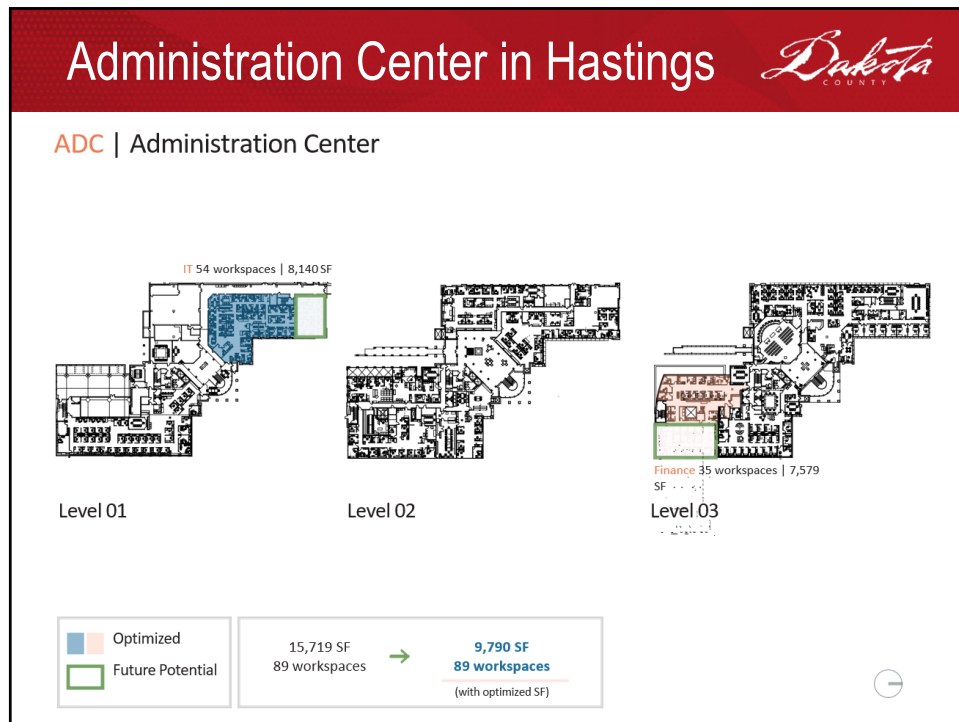 Administration Center in Hastings
Dakota
COUNTY
ADC | Administration Center
IT 54 workspaces | 8,140 SF
Finance 35 workspaces | 7,579
SF
Level 01
Level 02
Level 03
Optimized
Future Potential
15,719 SF
89 workspaces
9,790 SF
89 workspaces
(with optimized SF)